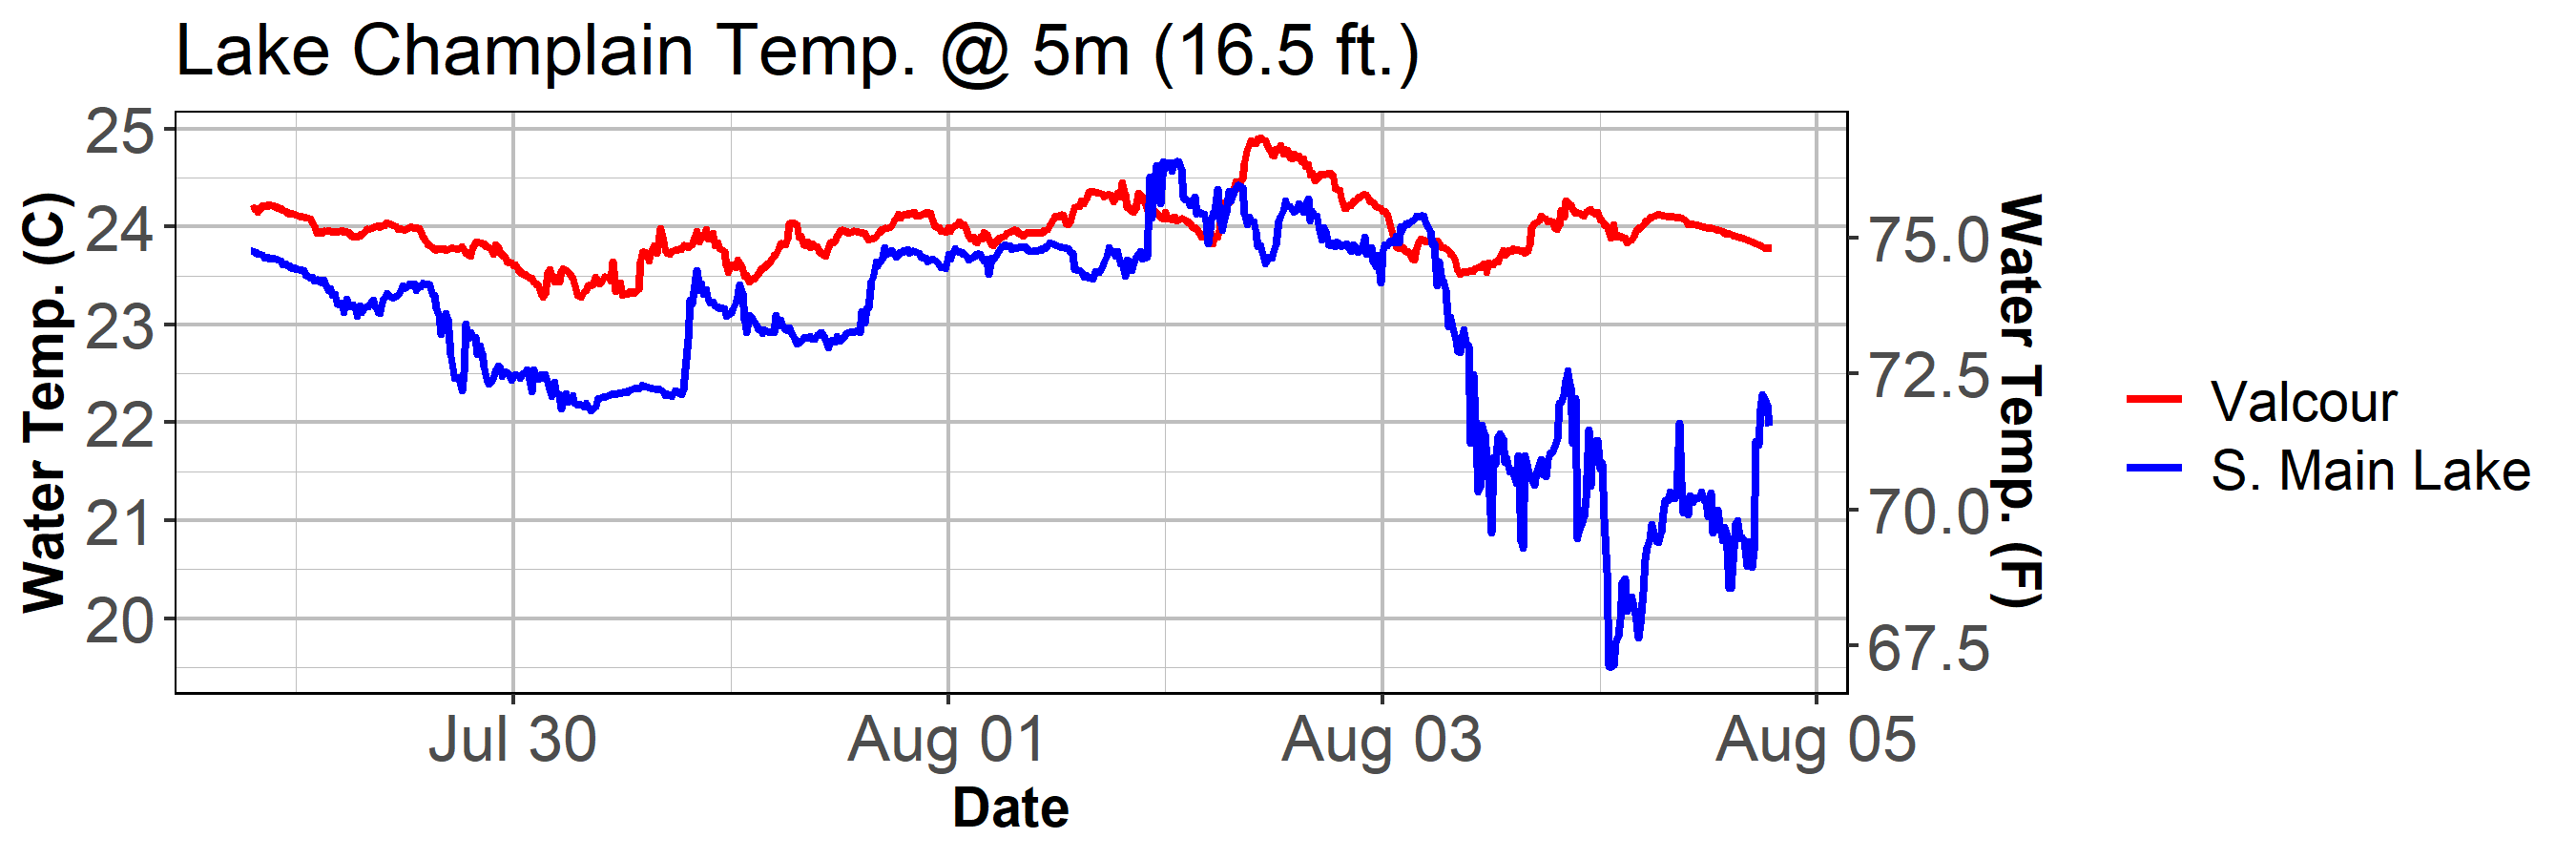 Lake Champlain Temp. @ 5m (16.5 ft.)
Water Temp. (C)
25
24
23
22
21
20
75.0
72.5
70.0
67.5
Water Temp. (F)
Jul 30
Aug 01
Aug 03
Aug 05
Date
Valcour
S. Main Lake